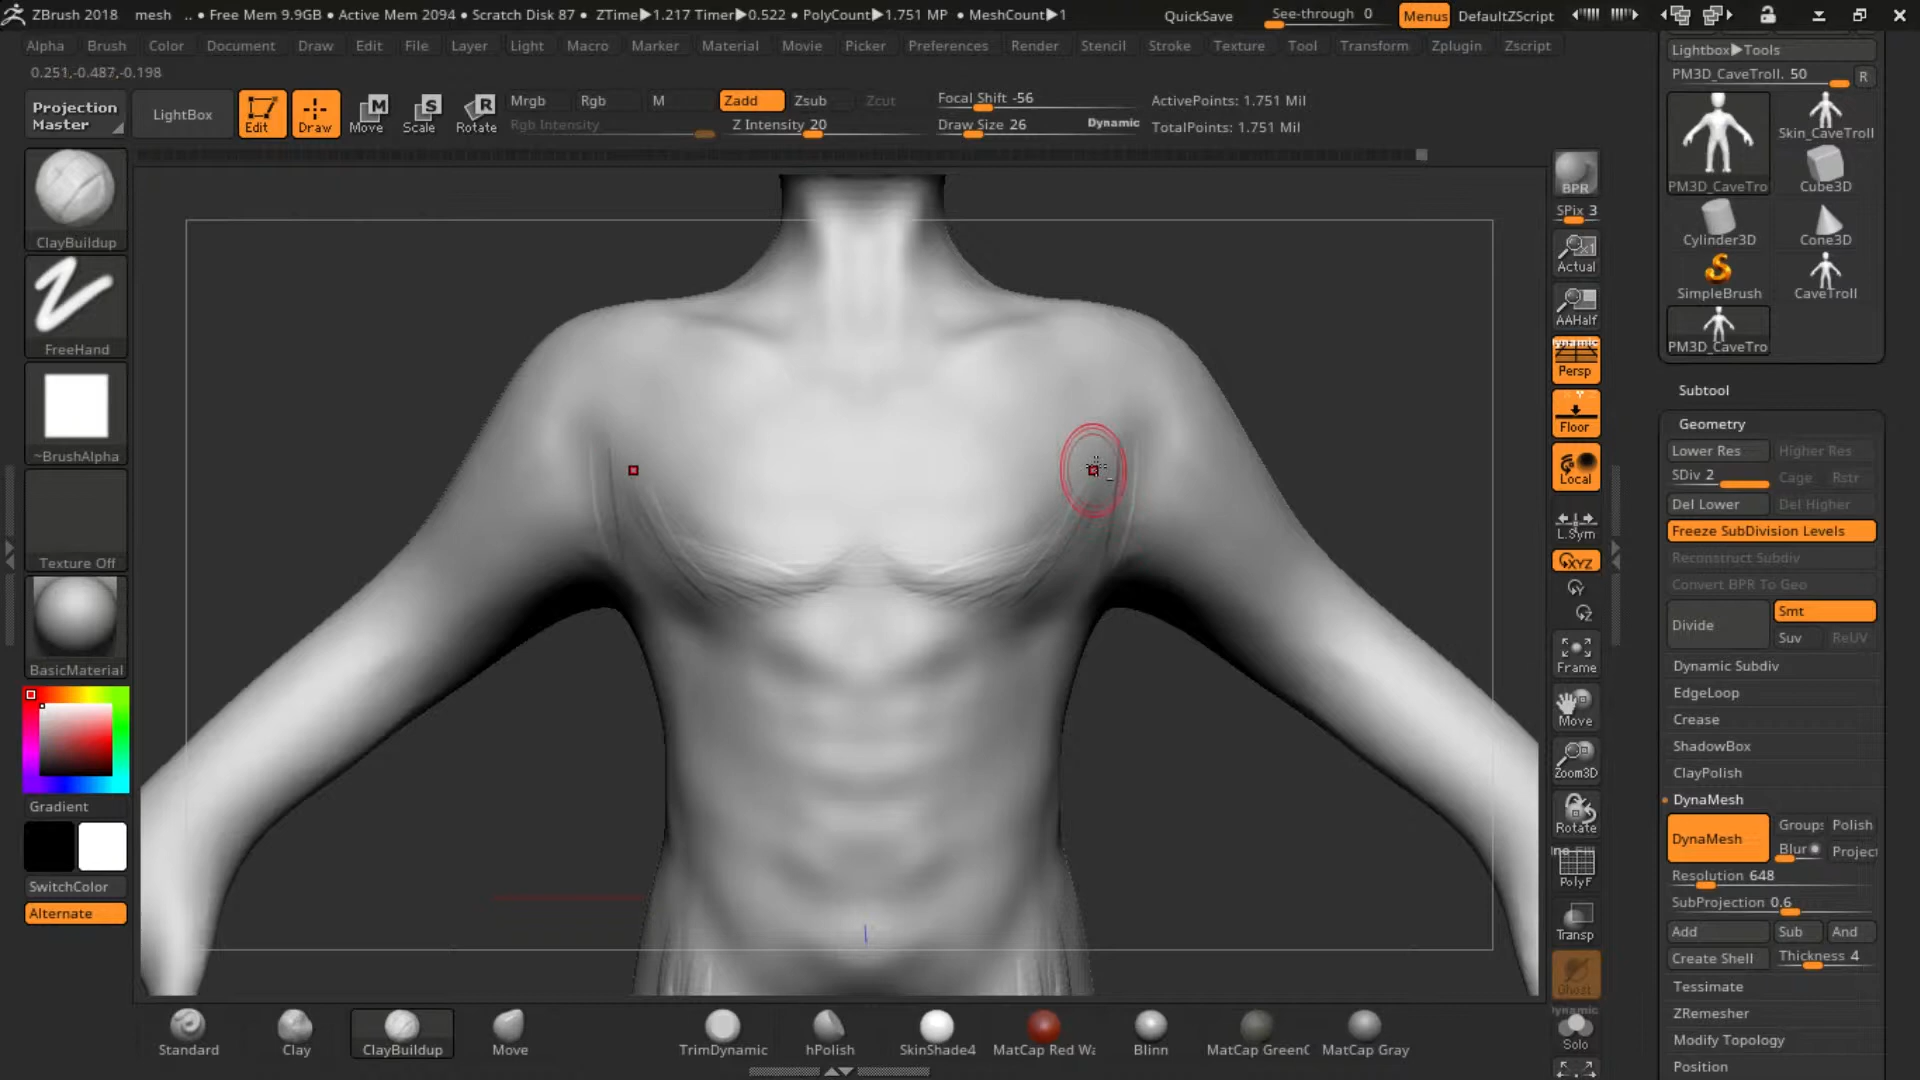 ZBrush 2018 mesh .. • Free Mem 9.9GB • Active Mem 2094 • Scratch Disk 87 • ZTime▶1.217 Timer▶0.522 • PolyCount▶1.751 MP • MeshCount▶1 QuickSave See-through 0 Menus DefaultZScript
Alpha Brush Color Document Draw Edit File Layer Light Macro Marker Material Movie Picker Preferences Render Stencil Stroke Texture Tool Transform Zplugin Zscript
0.251,-0.487,-0.198
Projection Master
LightBox
Edit Draw Move Scale Rotate
Mrgb Rgb M Zadd Zsub Zcut
Rgb Intensity Z Intensity 20
Focal Shift -56
Draw Size 26 Dynamic
ActivePoints: 1.751 Mil
TotalPoints: 1.751 Mil
ClayBuildup
FreeHand
~BrushAlpha
Texture Off
BasicMaterial
Gradient
SwitchColor
Alternate
BPR
SPix 3
Actual
AAHalf
Persp
Floor
Local
L.Sym
XYZ
Frame
Move
Zoom3D
Rotate
PolyF
Transp
Ghost
Dynamic
Solo
Lightbox▶Tools
PM3D_CaveTroll. 50 R
PM3D_CaveTro
Skin_CaveTroll
Cube3D
Cylinder3D Cone3D
SimpleBrush CaveTroll
PM3D_CaveTro
Subtool
Geometry
Lower Res Higher Res
SDiv 2 Cage Rstr
Del Lower Del Higher
Freeze SubDivision Levels
Reconstruct Subdiv
Convert BPR To Geo
Divide Smt
Suv ReUV
Dynamic Subdiv
EdgeLoop
Crease
ShadowBox
ClayPolish
DynaMesh
DynaMesh Groups Polish
Blur Project
Resolution 648
SubProjection 0.6
Add Sub And
Create Shell Thickness 4
Tessimate
ZRemesher
Modify Topology
Position
Standard Clay ClayBuildup Move TrimDynamic hPolish SkinShade4 MatCap Red Wa Blinn MatCap GreenC MatCap Gray